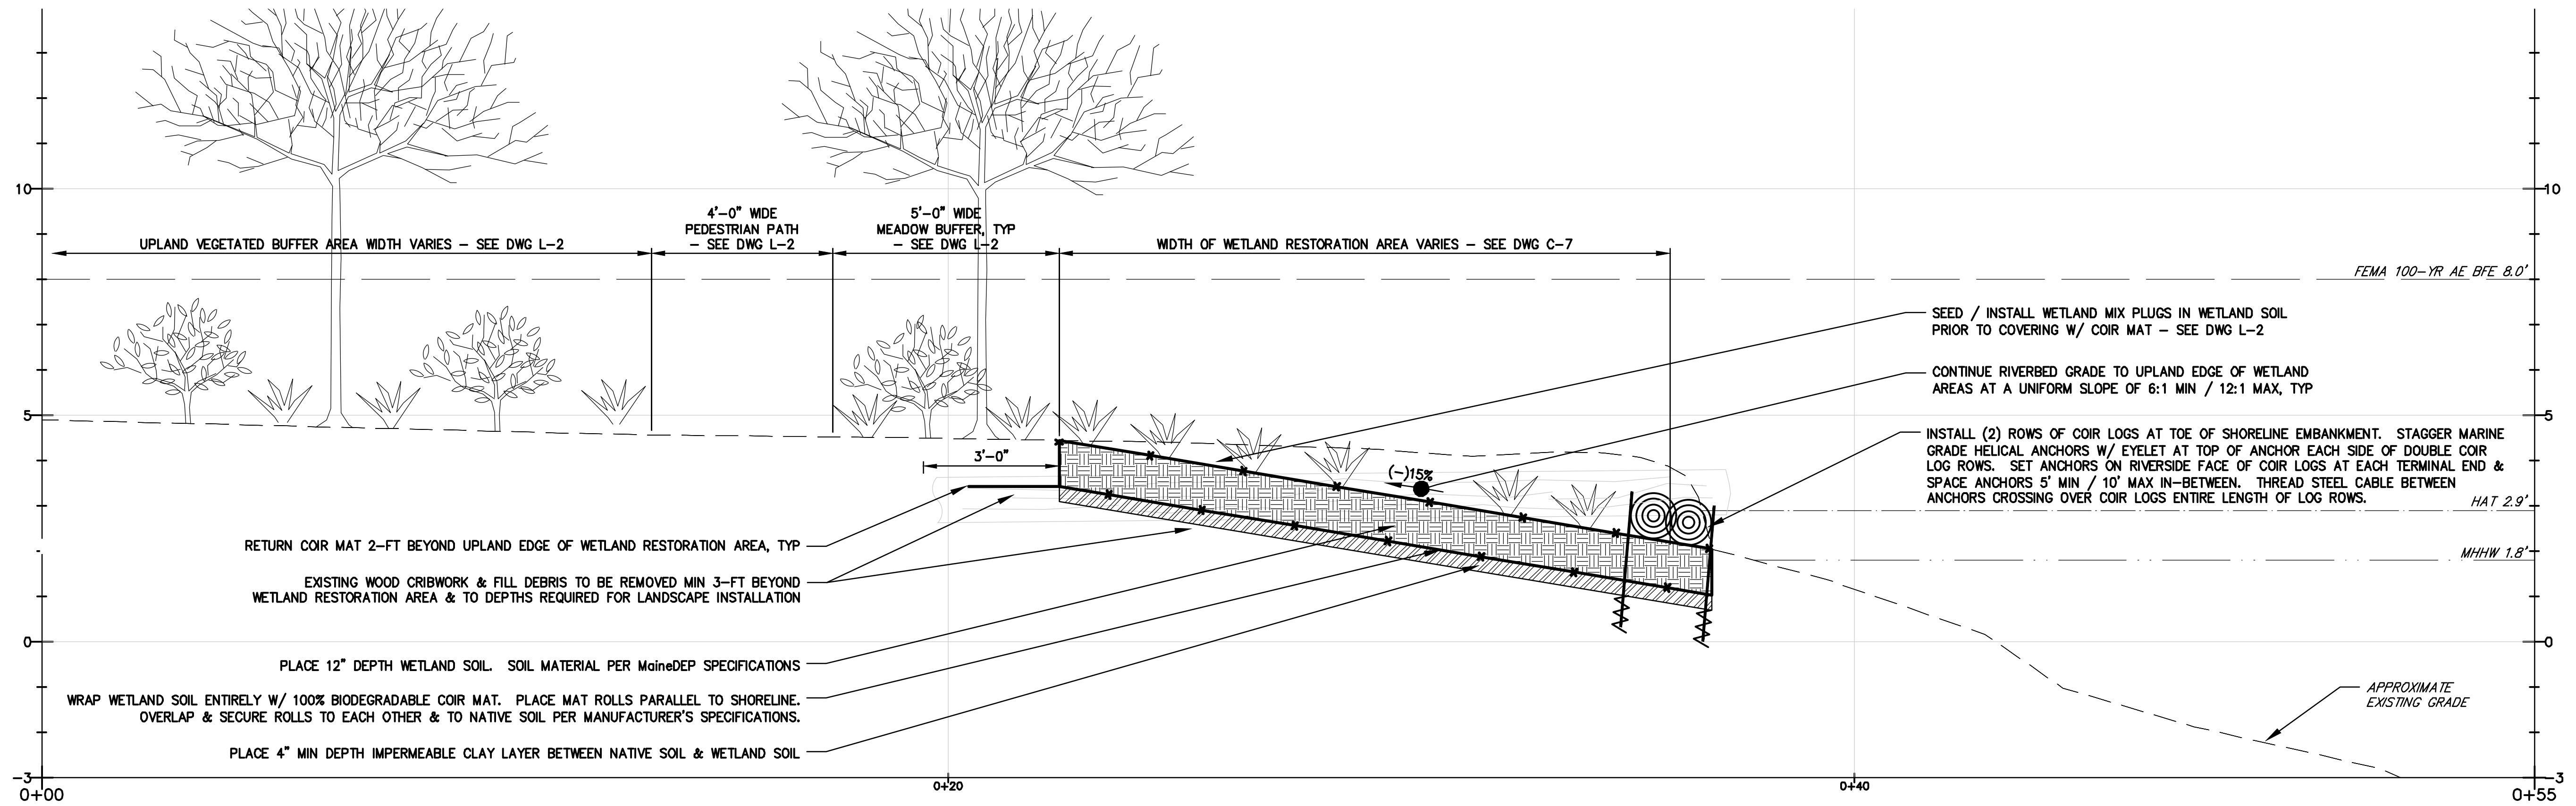 10
5
0
-3
0+00
0+20
0+40
0+55
10
5
0
-3
UPLAND VEGETATED BUFFER AREA WIDTH VARIES - SEE DWG L-2
4'-0" WIDE
PEDESTRIAN PATH
- SEE DWG L-2
5'-0" WIDE
MEADOW BUFFER, TYP
- SEE DWG L-2
WIDTH OF WETLAND RESTORATION AREA VARIES - SEE DWG C-7
FEMA 100-YR AE BFE 8.0'
SEED / INSTALL WETLAND MIX PLUGS IN WETLAND SOIL
PRIOR TO COVERING W/ COIR MAT - SEE DWG L-2
CONTINUE RIVERBED GRADE TO UPLAND EDGE OF WETLAND
AREAS AT A UNIFORM SLOPE OF 6:1 MIN / 12:1 MAX, TYP
INSTALL (2) ROWS OF COIR LOGS AT TOE OF SHORELINE EMBANKMENT. STAGGER MARINE
GRADE HELICAL ANCHORS W/ EYELET AT TOP OF ANCHOR EACH SIDE OF DOUBLE COIR
LOG ROWS. SET ANCHORS ON RIVERSIDE FACE OF COIR LOGS AT EACH TERMINAL END &
SPACE ANCHORS 5' MIN / 10' MAX IN-BETWEEN. THREAD STEEL CABLE BETWEEN
ANCHORS CROSSING OVER COIR LOGS ENTIRE LENGTH OF LOG ROWS.
HAT 2.9'
MHHW 1.8'
3'-0"
(-)15%
RETURN COIR MAT 2-FT BEYOND UPLAND EDGE OF WETLAND RESTORATION AREA, TYP
EXISTING WOOD CRIBWORK & FILL DEBRIS TO BE REMOVED MIN 3-FT BEYOND
WETLAND RESTORATION AREA & TO DEPTHS REQUIRED FOR LANDSCAPE INSTALLATION
PLACE 12" DEPTH WETLAND SOIL. SOIL MATERIAL PER MaineDEP SPECIFICATIONS
WRAP WETLAND SOIL ENTIRELY W/ 100% BIODEGRADABLE COIR MAT. PLACE MAT ROLLS PARALLEL TO SHORELINE.
OVERLAP & SECURE ROLLS TO EACH OTHER & TO NATIVE SOIL PER MANUFACTURER'S SPECIFICATIONS.
PLACE 4" MIN DEPTH IMPERMEABLE CLAY LAYER BETWEEN NATIVE SOIL & WETLAND SOIL
APPROXIMATE
EXISTING GRADE